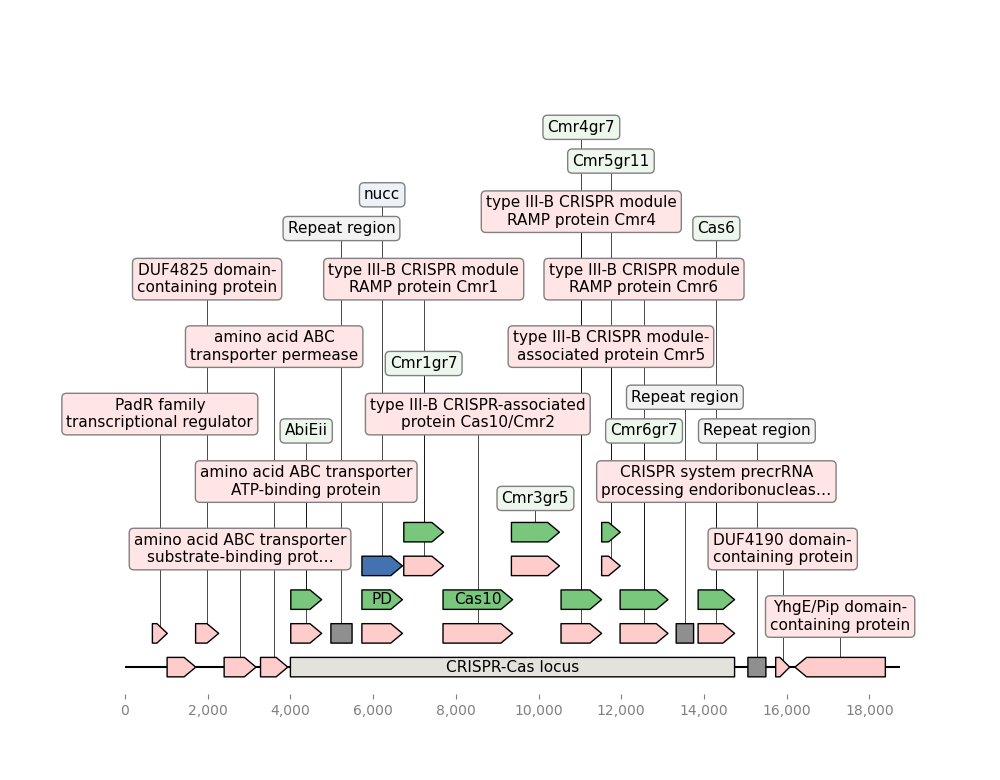 Cmr4gr7
Cmr5gr11
nucc
type III-B CRISPR module
RAMP protein Cmr4
Repeat region
Cas6
DUF4825 domain-
containing protein
type III-B CRISPR module
RAMP protein Cmr1
type III-B CRISPR module
RAMP protein Cmr6
amino acid ABC
transporter permease
type III-B CRISPR module-
associated protein Cmr5
Cmr1gr7
Repeat region
PadR family
transcriptional regulator
type III-B CRISPR-associated
protein Cas10/Cmr2
AbiEii
Cmr6gr7
Repeat region
amino acid ABC transporter
ATP-binding protein
CRISPR system precrRNA
processing endoribonucleas…
Cmr3gr5
amino acid ABC transporter
substrate-binding prot…
DUF4190 domain-
containing protein
PD
Cas10
YhgE/Pip domain-
containing protein
CRISPR-Cas locus
0 2,000 4,000 6,000 8,000 10,000 12,000 14,000 16,000 18,000